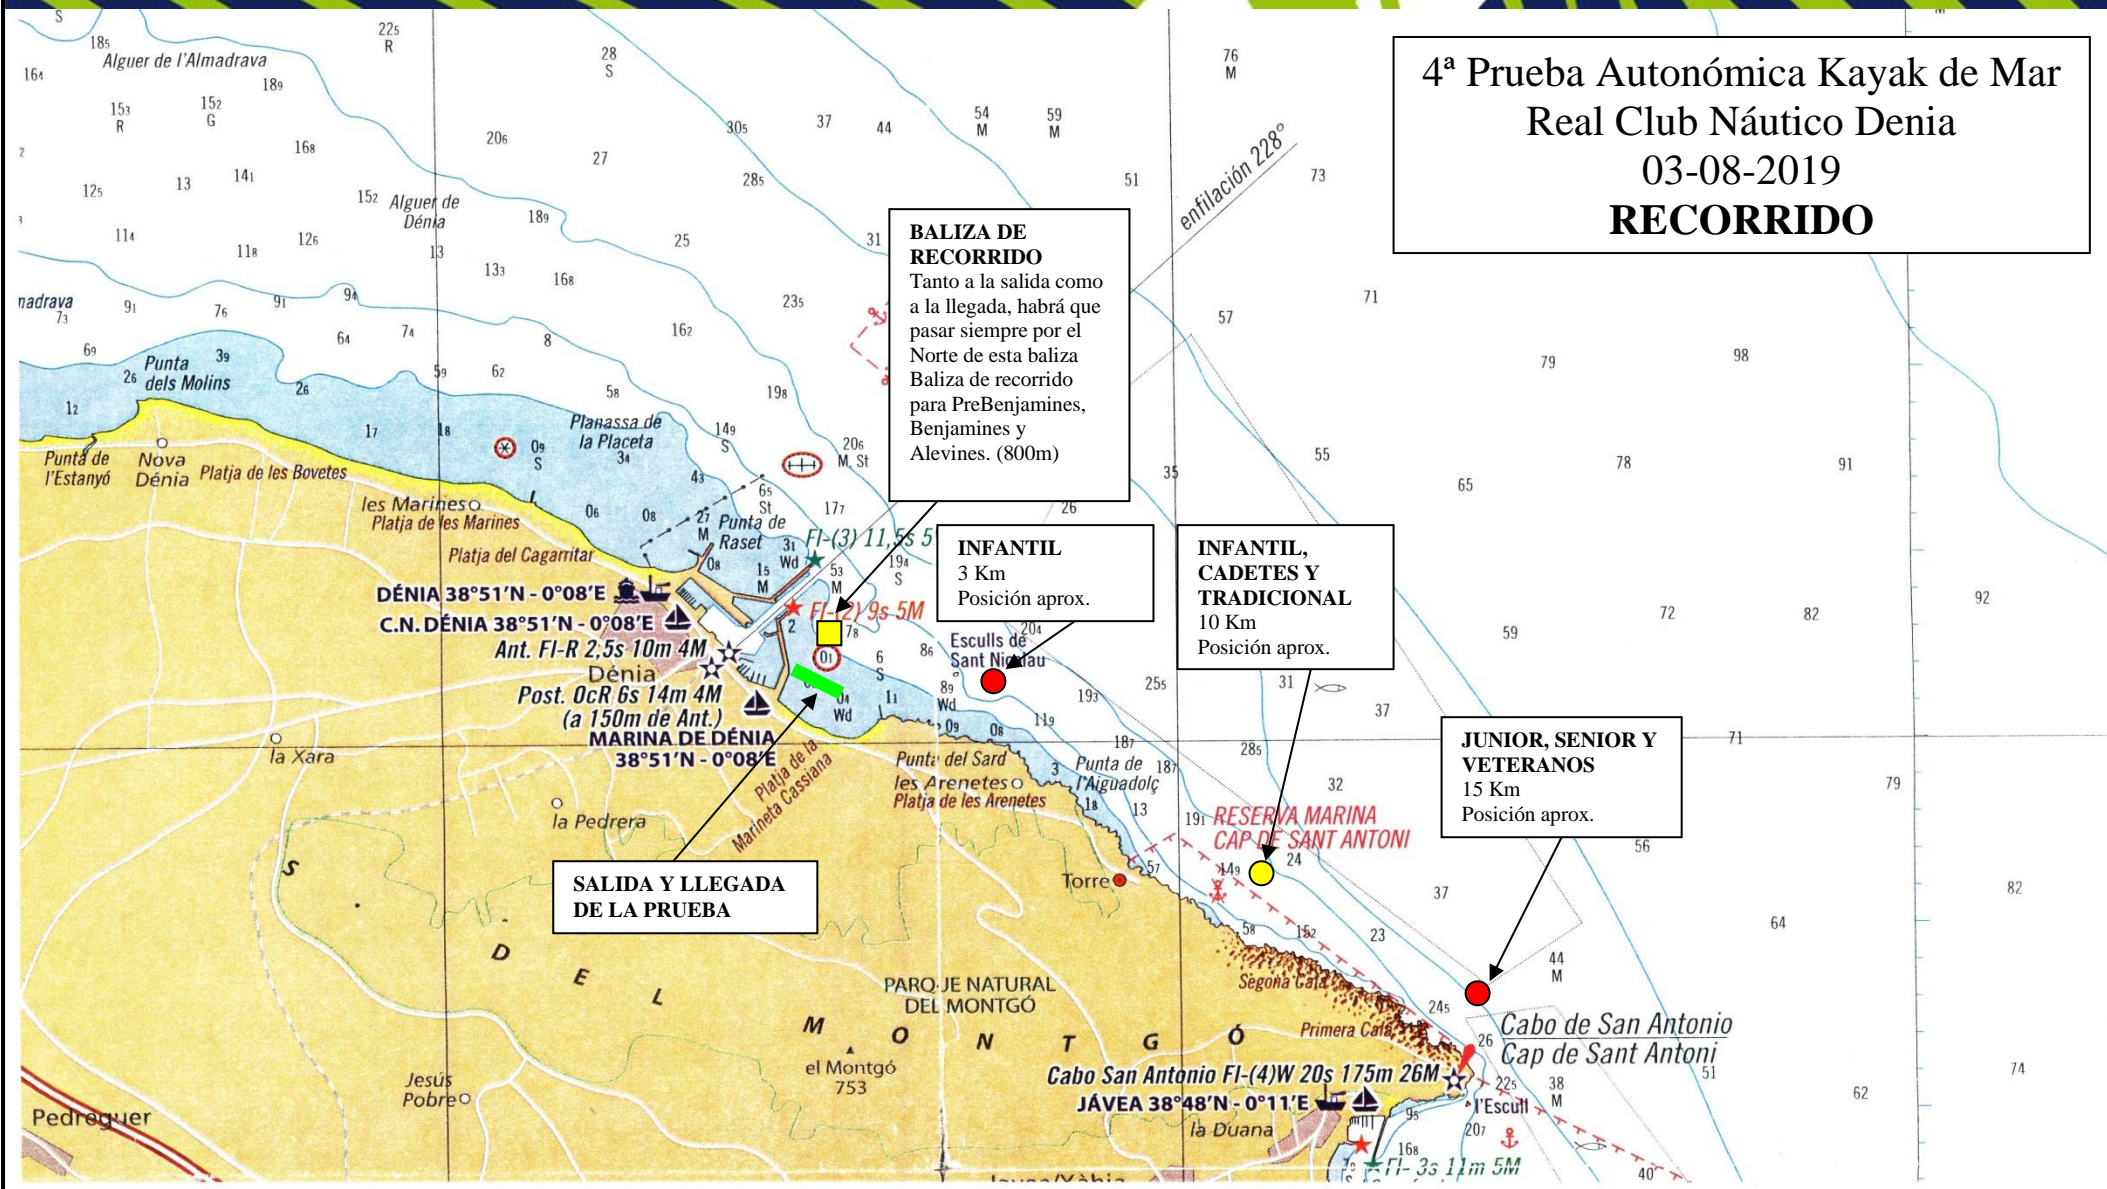 4ª Prueba Autonómica Kayak de Mar
Real Club Náutico Denia
03-08-2019
RECORRIDO
BALIZA DE
RECORRIDO
Tanto a la salida como
a la llegada, habrá que
pasar siempre por el
Norte de esta baliza
Baliza de recorrido
para PreBenjamines,
Benjamines y
Alevines. (800m)
INFANTIL
3 Km
Posición aprox.
INFANTIL,
CADETES Y
TRADICIONAL
10 Km
Posición aprox.
JUNIOR, SENIOR Y
VETERANOS
15 Km
Posición aprox.
SALIDA Y LLEGADA
DE LA PRUEBA
Alguer de l'Almadrava
Alguer de
Dénia
enfilación 228°
Punta
dels Molins
Planassa de
la Placeta
Punta de
l'Estanyó
Nova
Dénia
Platja de les Bovetes
les Marines
Platja de les Marines
Platja del Cagarritar
Punta de
Raset
Fl-(3) 11,5s 5
Fl-(2) 9s 5M
DÉNIA 38°51'N - 0°08'E
C.N. DÉNIA 38°51'N - 0°08'E
Ant. Fl-R 2,5s 10m 4M
Dénia
Post. OcR 6s 14m 4M
(a 150m de Ant.)
MARINA DE DÉNIA
38°51'N - 0°08'E
Esculls de
Sant Nicolau
la Xara
la Pedrera
Platja de la
Marineta Cassiana
Punta del Sard
les Arenetes
Platja de les Arenetes
Punta de
l'Aiguadolç
RESERVA MARINA
CAP DE SANT ANTONI
Torre
S DEL MONTGÓ
PARQUE NATURAL
DEL MONTGÓ
el Montgó
753
Segona Cala
Primera Cala
Cabo de San Antonio
Cap de Sant Antoni
Cabo San Antonio Fl-(4)W 20s 175m 26M
JÁVEA 38°48'N - 0°11'E
la Duana
l'Escull
Fl- 3s 11m 5M
Jesús
Pobre
Pedreguer